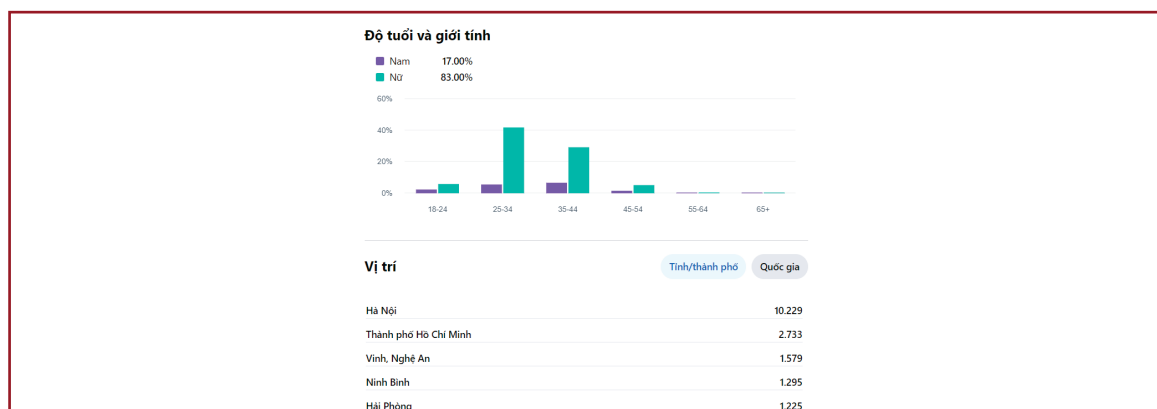 Độ tuổi và giới tính
Nam 17.00%
Nữ 83.00%
60%
40%
20%
0%
18-24 25-34 35-44 45-54 55-64 65+
Vị trí Tỉnh/thành phố Quốc gia
Hà Nội 10.229
Thành phố Hồ Chí Minh 2.733
Vinh, Nghệ An 1.579
Ninh Bình 1.295
Hải Phòng 1.225